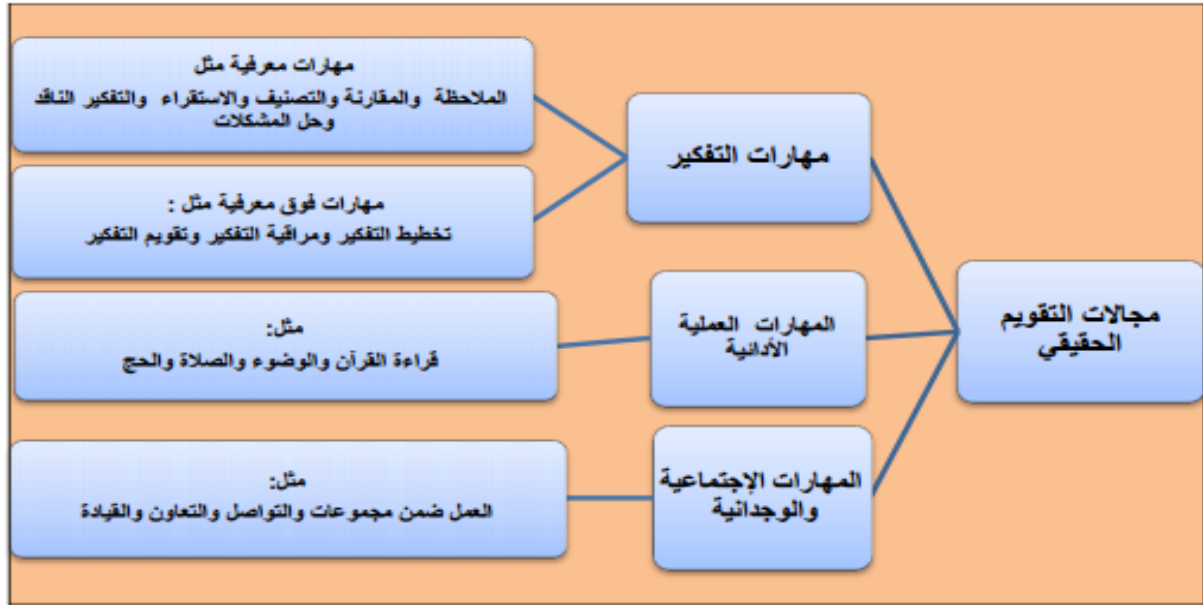 مجالات التقويم
الحقيقي
مهارات التفكير
مهارات معرفية مثل
الملاحظة والمقارنة والتصنيف والاستقراء والتفكير الناقد
وحل المشكلات
مهارات فوق معرفية مثل :
تخطيط التفكير ومراقبة التفكير وتقويم التفكير
المهارات العملية
الأدائية
مثل:
قراءة القرآن والوضوء والصلاة والحج
المهارات الإجتماعية
والوجدانية
مثل:
العمل ضمن مجموعات والتواصل والتعاون والقيادة